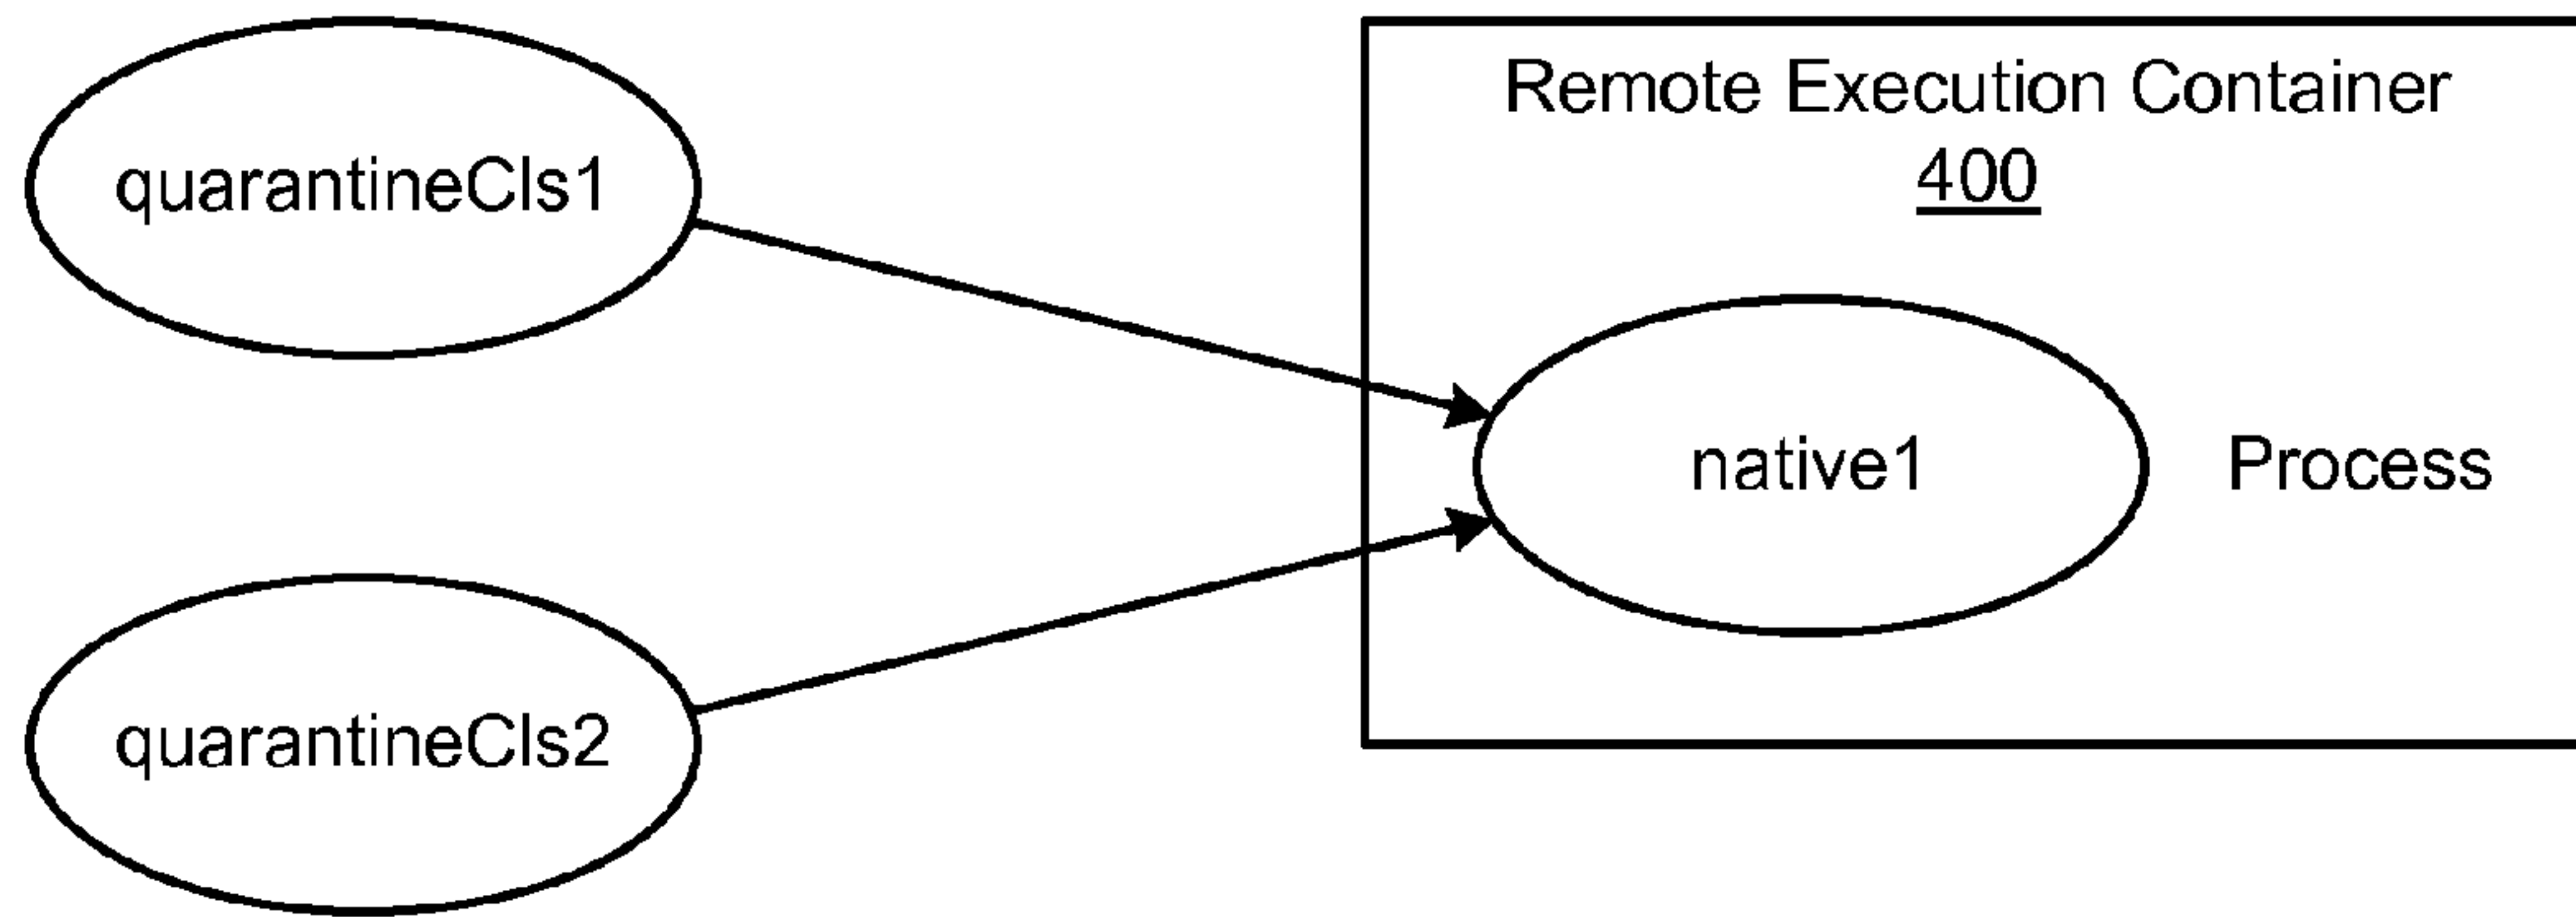 quarantineCls1
Remote Execution Container
400
native1
Process
quarantineCls2